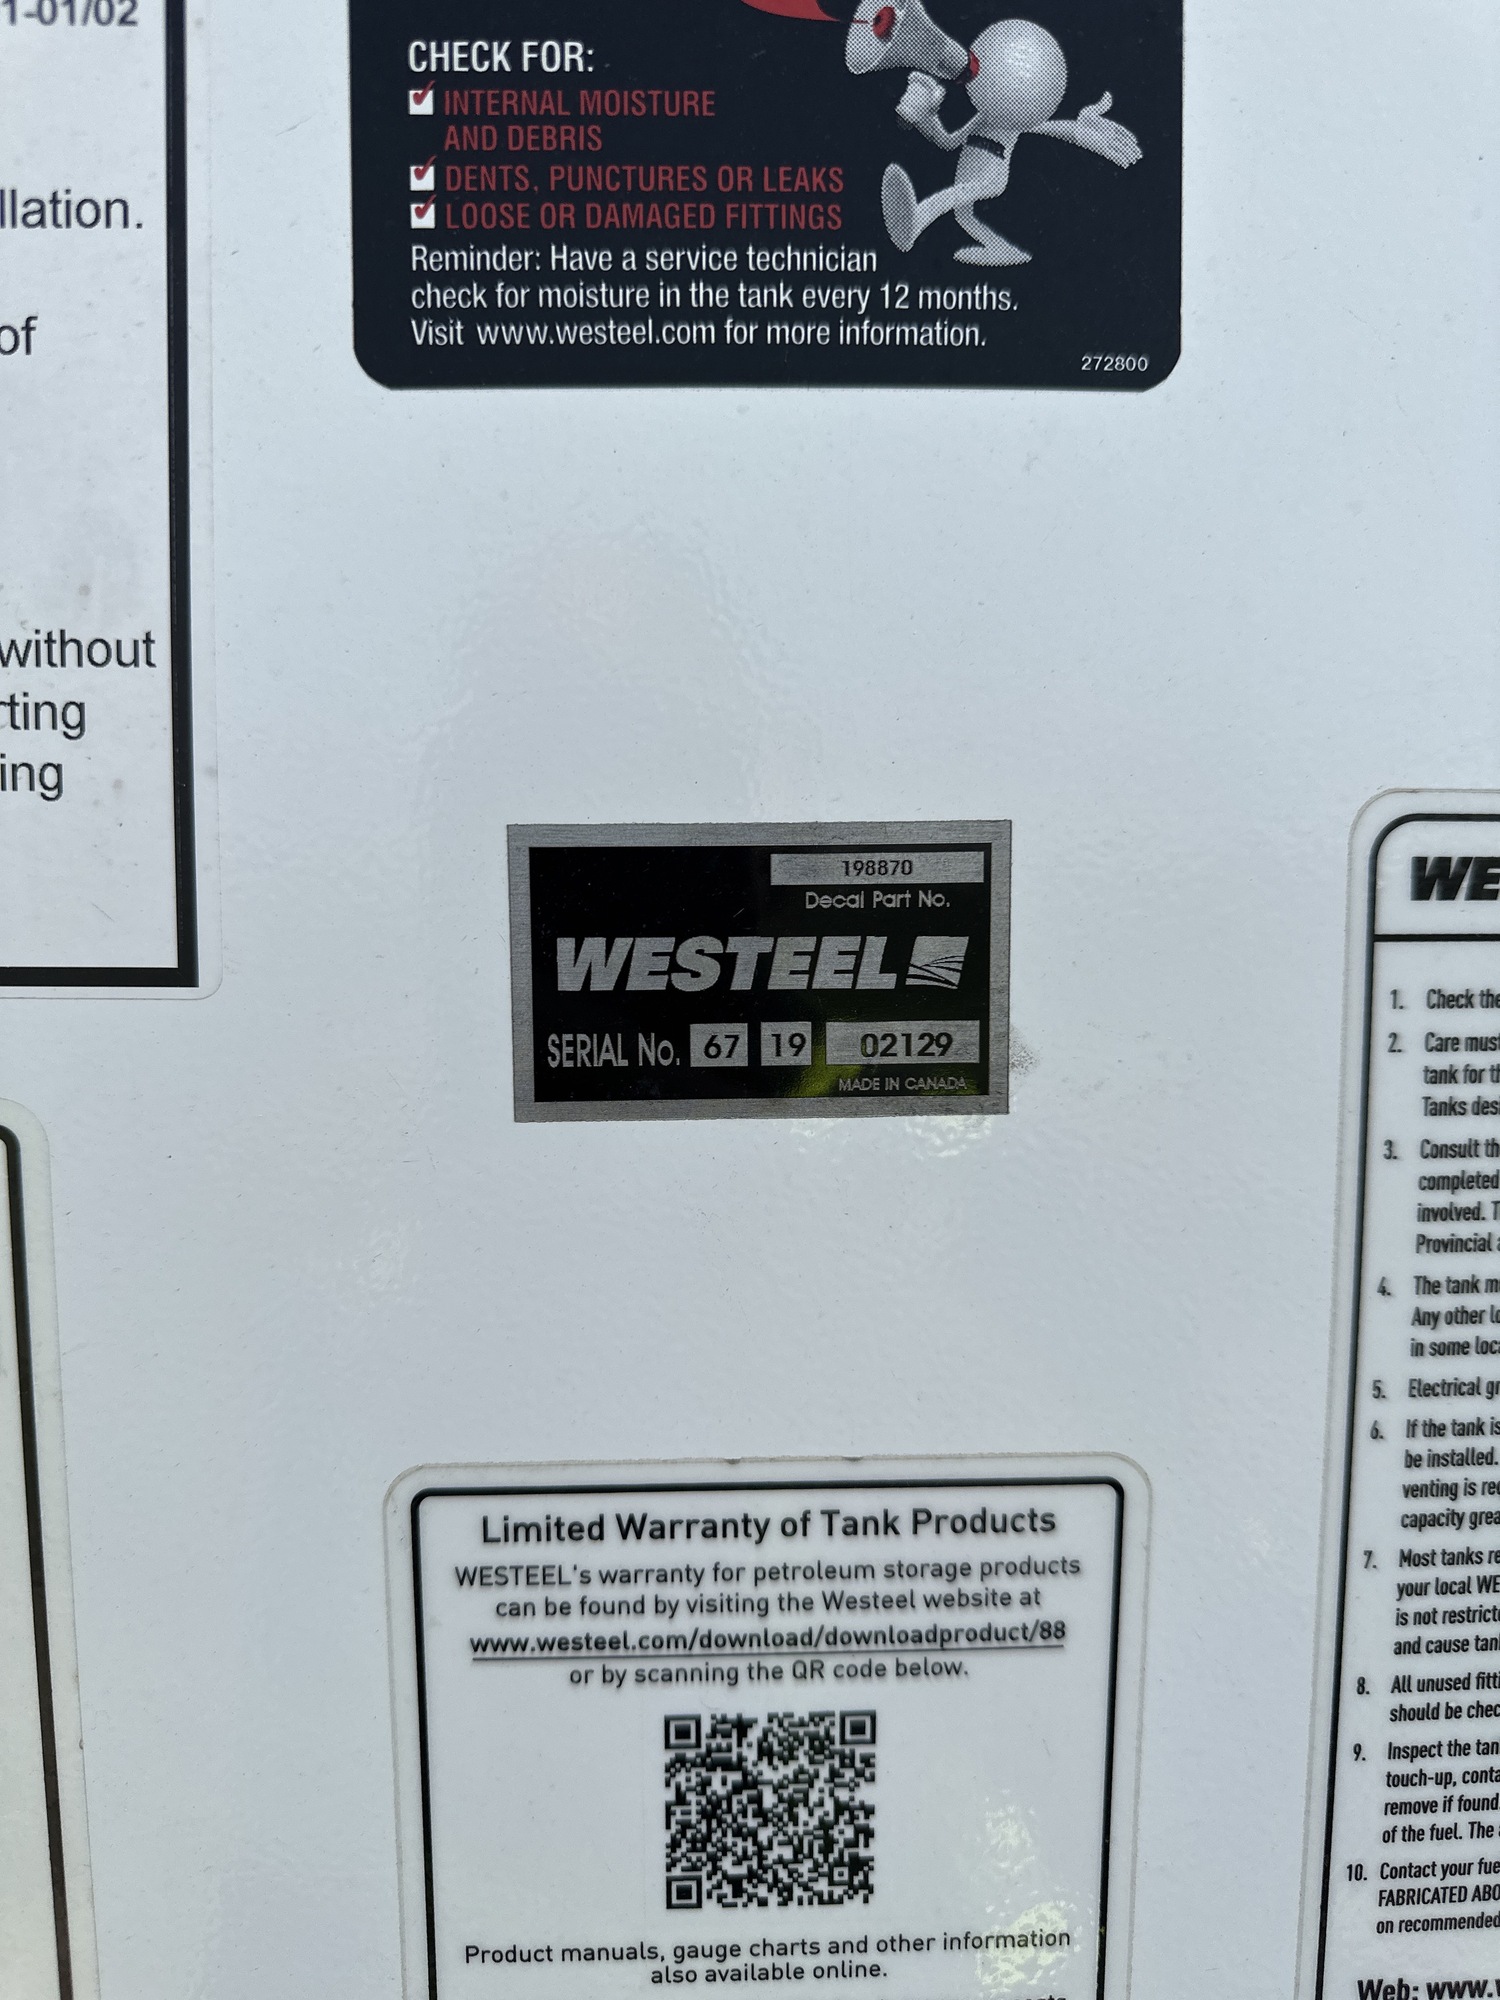 1-01/02
llation.
of
without
rting
ing
CHECK FOR:
INTERNAL MOISTURE
AND DEBRIS
DENTS, PUNCTURES OR LEAKS
LOOSE OR DAMAGED FITTINGS
Reminder: Have a service technician
check for moisture in the tank every 12 months.
Visit www.westeel.com for more information.
272800
198870
Decal Part No.
WESTEEL
SERIAL No. 67 19 02129
MADE IN CANADA
Limited Warranty of Tank Products
WESTEEL's warranty for petroleum storage products
can be found by visiting the Westeel website at
www.westeel.com/download/downloadproduct/88
or by scanning the QR code below.
Product manuals, gauge charts and other information
also available online.
WE
1. Check the
2. Care must
tank for th
Tanks desi
3. Consult th
completed
involved. T
Provincial a
4. The tank m
Any other lo
in some loca
5. Electrical gr
6. If the tank is
be installed.
venting is rec
capacity grea
7. Most tanks re
your local WE
is not restricte
and cause tank
8. All unused fitti
should be chec
9. Inspect the tan
touch-up, conta
remove if found.
of the fuel. The a
10. Contact your fue
FABRICATED ABO
on recommended
Web: www.w